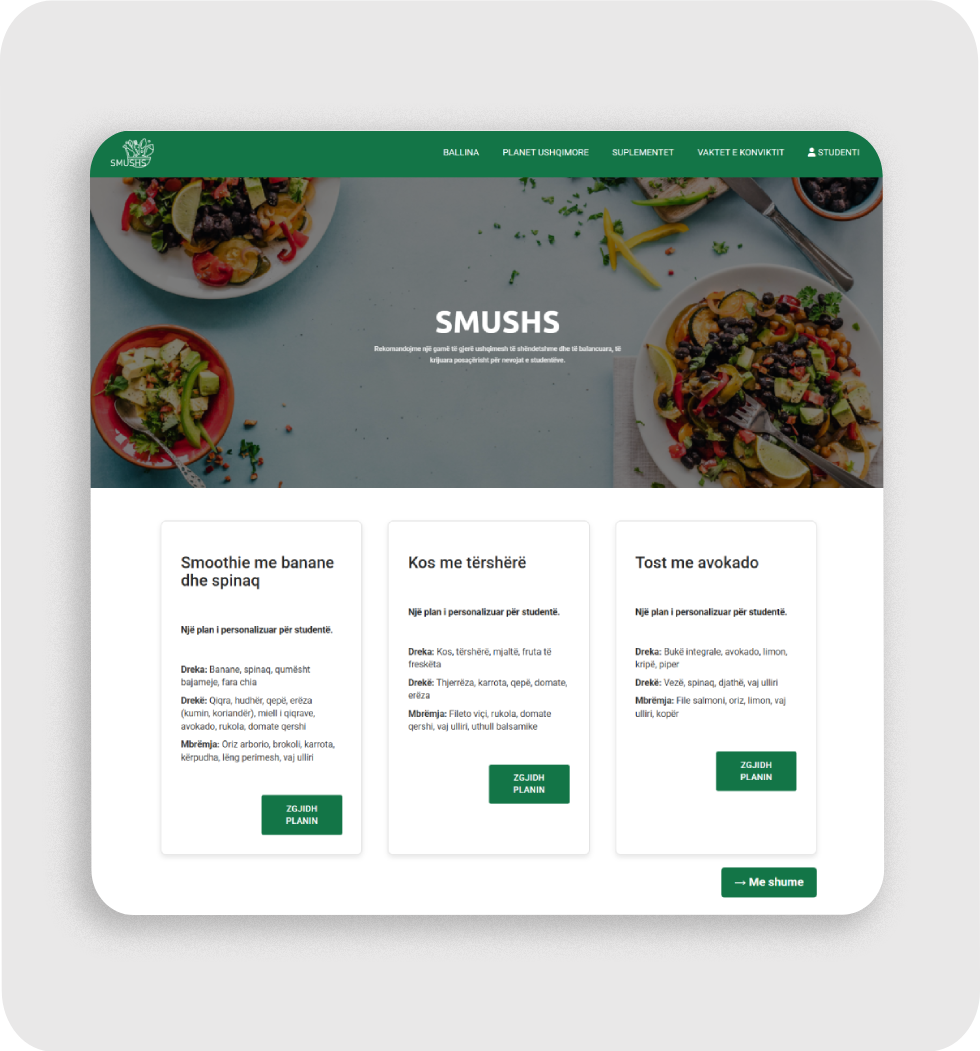 SMUSHS
BALLINA
PLANET USHQIMORE
SUPLEMENTET
VAKTET E KONVIKTIT
STUDENTI
SMUSHS
Rekomandojme një gamë të gjerë ushqimesh të shëndetshme dhe të balancuara, të
krijuara posaçërisht për nevojat e studentëve.
Smoothie me banane
dhe spinaq
Një plan i personalizuar për studentë.
Dreka: Banane, spinaq, qumësht
bajameje, fara chia
Drekë: Qiqra, hudhër, qepë, erëza
(kumin, koriandër), miell i qiqrave,
avokado, rukola, domate qershi
Mbrëmja: Oriz arborio, brokoli, karrota,
kërpudha, lëng perimesh, vaj ulliri
ZGJIDH
PLANIN
Kos me tërshërë
Një plan i personalizuar për studentë.
Dreka: Kos, tërshërë, mjaltë, fruta të
freskëta
Drekë: Thjerrëza, karrota, qepë, domate,
erëza
Mbrëmja: Fileto viçi, rukola, domate
qershi, vaj ulliri, uthull balsamike
ZGJIDH
PLANIN
Tost me avokado
Një plan i personalizuar për studentë.
Dreka: Bukë integrale, avokado, limon,
kripë, piper
Drekë: Vezë, spinaq, djathë, vaj ulliri
Mbrëmja: File salmoni, oriz, limon, vaj
ulliri, kopër
ZGJIDH
PLANIN
→ Me shume